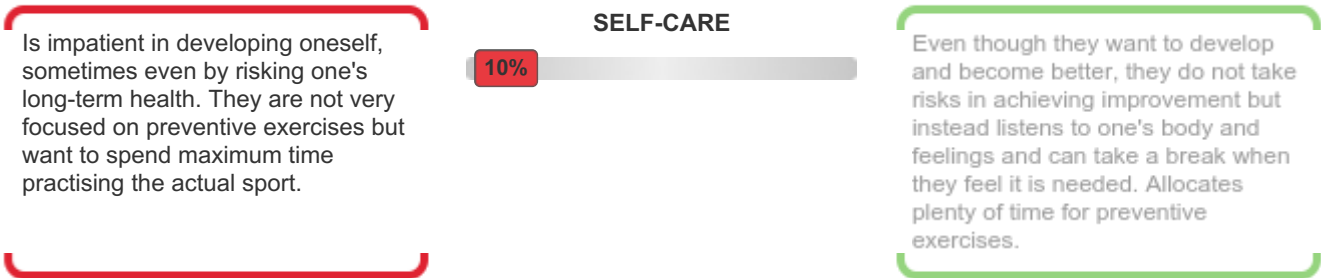 Is impatient in developing oneself,
sometimes even by risking one's
long-term health. They are not very
focused on preventive exercises but
want to spend maximum time
practising the actual sport.
SELF-CARE
10%
Even though they want to develop
and become better, they do not take
risks in achieving improvement but
instead listens to one's body and
feelings and can take a break when
they feel it is needed. Allocates
plenty of time for preventive
exercises.